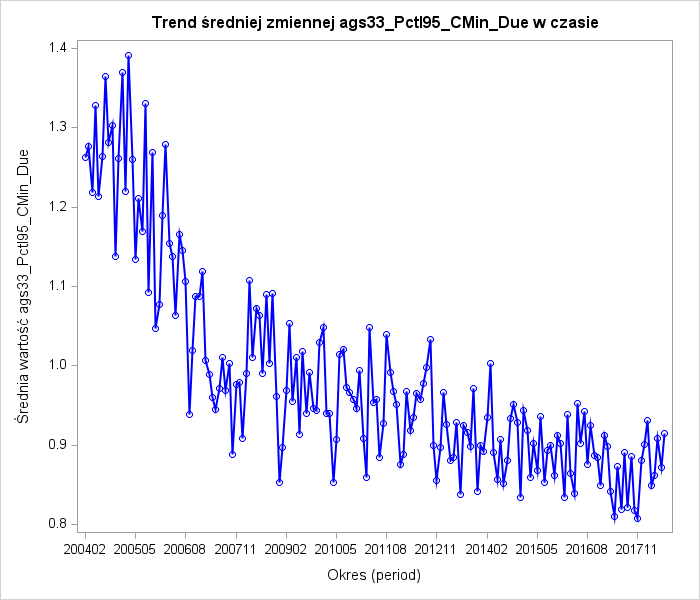 Trend średniej zmiennej ags33_Pctl95_CMin_Due w czasie
Średnia wartość ags33_Pctl95_CMin_Due
1.4
1.3
1.2
1.1
1.0
0.9
0.8
200402 200505 200608 200711 200902 201005 201108 201211 201402 201505 201608 201711
Okres (period)